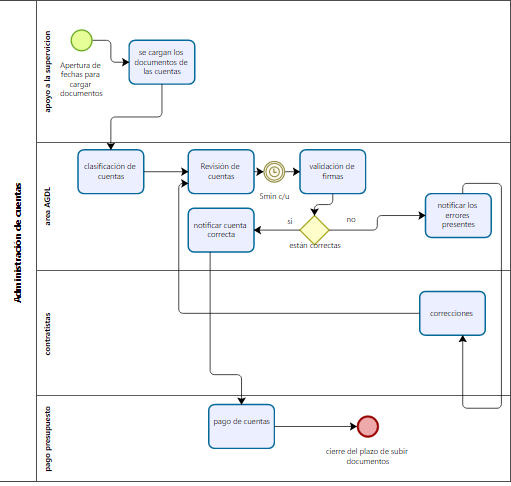 Administración de cuentas
apoyo a la supervicion
Apertura de
fechas para
cargar
documentos
se cargan los
documentos de
las cuentas
area AGDL
clasificación de
cuentas
Revisión de
cuentas
5min c/u
validación de
firmas
si
están correctas
no
notificar cuenta
correcta
notificar los
errores
presentes
contratistas
correcciones
pago presupuesto
pago de cuentas
cierre del plazo de subir
documentos